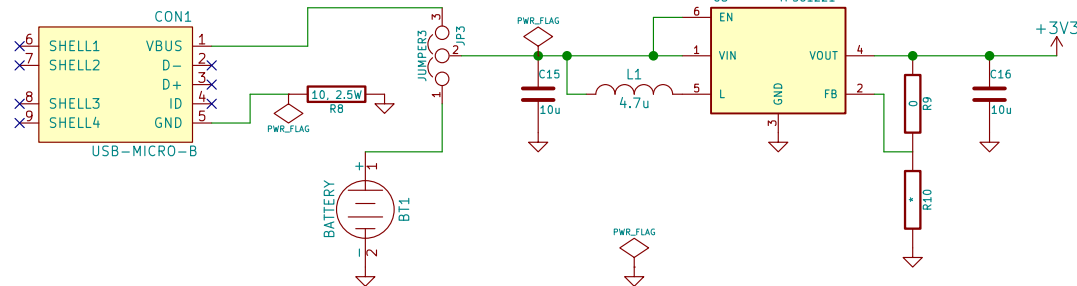 CON1
6 SHELL1 VBUS 1
7 SHELL2 D- 2
D+ 3
8 SHELL3 ID 4
9 SHELL4 GND 5
USB-MICRO-B
PWR_FLAG
10, 2.5W
R8
3
JUMPER3
2
JP3
1
BATTERY
+
1
BT1
-
2
PWR_FLAG
C15
10u
L1
4.7u
6 EN
1 VIN VOUT 4
5 L FB 2
GND
3
PWR_FLAG
0
R9
*
R10
C16
10u
+3V3